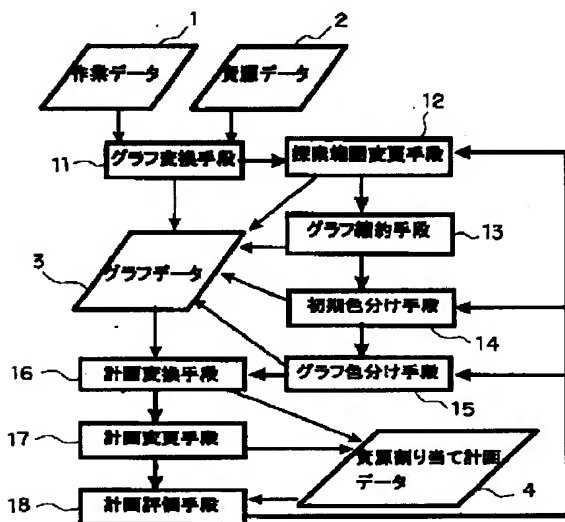 1
2
作業データ
資源データ
12
11
グラフ変換手段
探索範囲変更手段
グラフ縮約手段
13
3
グラフデータ
初期色分け手段
14
16
計画変換手段
グラフ色分け手段
15
17
計画変更手段
資源割り当て計画
データ
4
18
計画評価手段